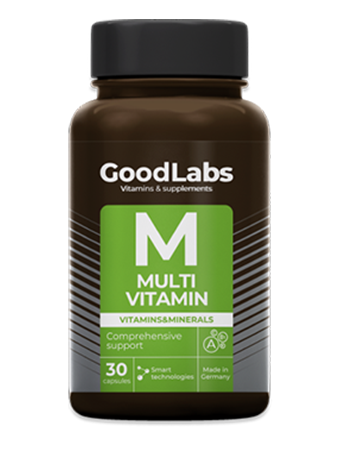 GoodLabs
Vitamins & supplements
M
MULTI
VITAMIN
VITAMINS&MINERALS
Comprehensive
support
A
30
capsules
Smart
technologies
Made in
Germany